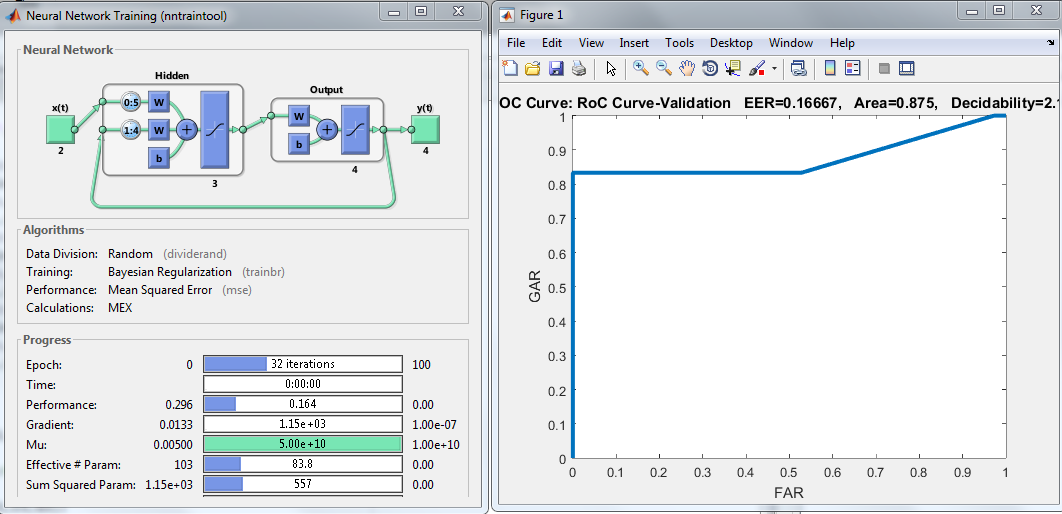 Neural Network Training (nntraintool)
Neural Network
Hidden
Output
x(t)
0:5
W
W
y(t)
1:4
W
b
b
2
3
4
4
Algorithms
Data Division: Random (dividerand)
Training: Bayesian Regularization (trainbr)
Performance: Mean Squared Error (mse)
Calculations: MEX
Progress
Epoch: 0 32 iterations 100
Time: 0:00:00
Performance: 0.296 0.164 0.00
Gradient: 0.0133 1.15e+03 1.00e-07
Mu: 0.00500 5.00e+10 1.00e+10
Effective # Param: 103 83.8 0.00
Sum Squared Param: 1.15e+03 557 0.00
Figure 1
File Edit View Insert Tools Desktop Window Help
OC Curve: RoC Curve-Validation EER=0.16667, Area=0.875, Decidability=2.
1
0.9
0.8
0.7
0.6
0.5
0.4
0.3
0.2
0.1
0
GAR
0 0.1 0.2 0.3 0.4 0.5 0.6 0.7 0.8 0.9 1
FAR